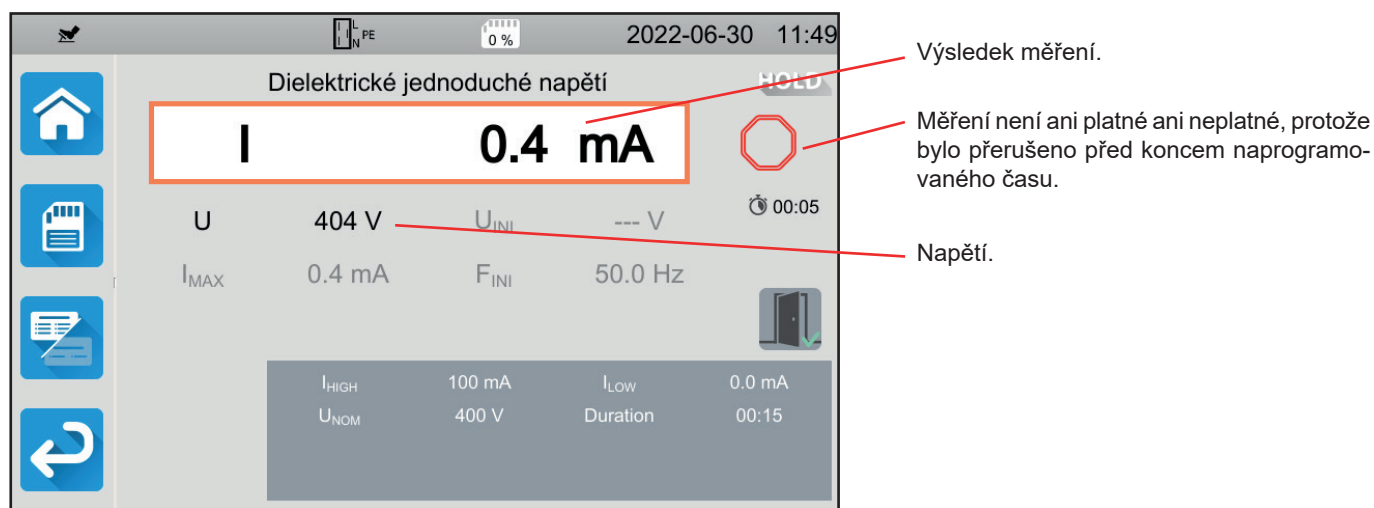 L
N PE
0 %
2022-06-30 11:49
Dielektrické jednoduché napětí
HOLD
I 0.4 mA
00:05
U 404 V UINI --- V
IMAX 0.4 mA FINI 50.0 Hz
IHIGH 100 mA ILOW 0.0 mA
UNOM 400 V Duration 00:15
Výsledek měření.
Měření není ani platné ani neplatné, protože
bylo přerušeno před koncem naprogramo-
vaného času.
Napětí.